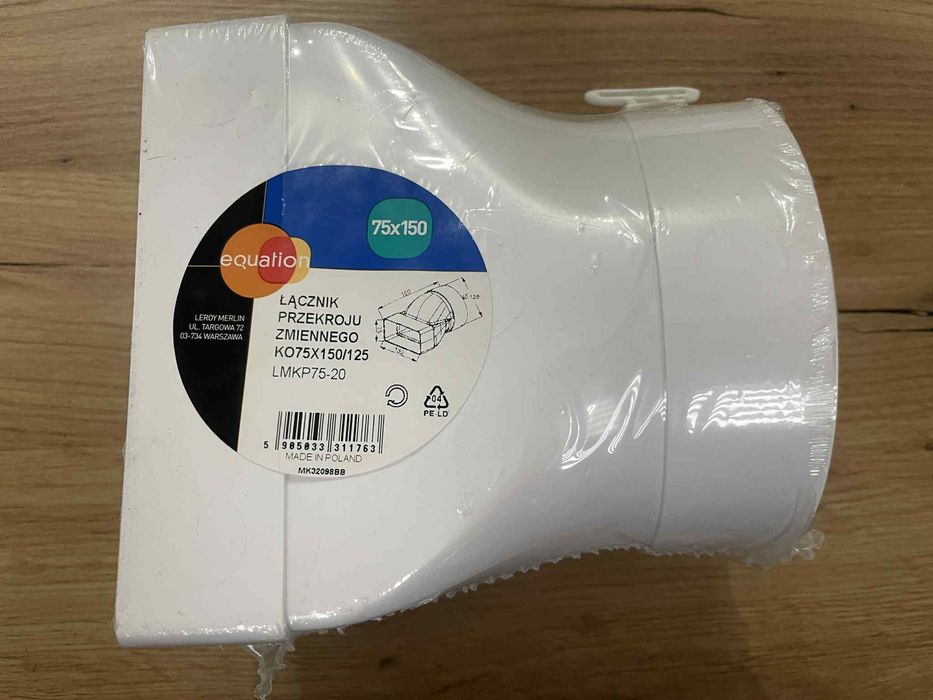 75x150
equation
LEROY MERLIN
UL. TARGOWA 72
03-734 WARSZAWA
ŁĄCZNIK
PRZEKROJU
ZMIENNEGO
KO75X150/125
LMKP75-20
04
PE-LD
5 905033 311763
MADE IN POLAND
MK32098BB